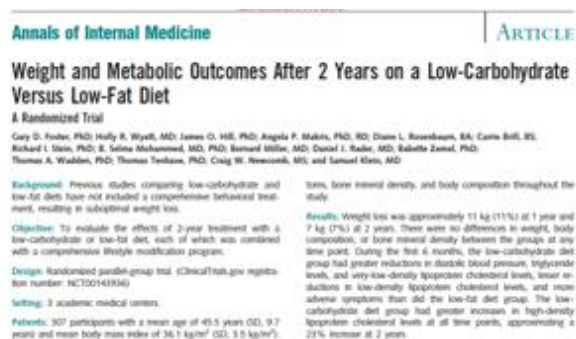 Annals of Internal Medicine
ARTICLE
Weight and Metabolic Outcomes After 2 Years on a Low-Carbohydrate
Versus Low-Fat Diet
A Randomized Trial
Gary D. Foster, PhD; Holly R. Wyatt, MD; James O. Hill, PhD; Angela P. Makris, PhD, RD; Diane L. Rosenbaum, BA; Carrie Brill, BS;
Richard I. Stein, PhD; B. Selma Mohammed, MD, PhD; Bernard Miller, MD; Daniel J. Rader, MD; Babette Zemel, PhD;
Thomas A. Wadden, PhD; Thomas Tenhave, PhD; Craig W. Newcomb, MS; and Samuel Klein, MD
Background: Previous studies comparing low-carbohydrate and
low-fat diets have not included a comprehensive behavioral treat-
ment, resulting in suboptimal weight loss.
Objective: To evaluate the effects of 2-year treatment with a
low-carbohydrate or low-fat diet, each of which was combined
with a comprehensive lifestyle modification program.
Design: Randomized parallel-group trial. (ClinicalTrials.gov registra-
tion number: NCT00143936)
Setting: 3 academic medical centers.
Patients: 307 participants with a mean age of 45.5 years (SD, 9.7
years) and mean body mass index of 36.1 kg/m² (SD, 3.5 kg/m²).
toms, bone mineral density, and body composition throughout the
study.
Results: Weight loss was approximately 11 kg (11%) at 1 year and
7 kg (7%) at 2 years. There were no differences in weight, body
composition, or bone mineral density between the groups at any
time point. During the first 6 months, the low-carbohydrate diet
group had greater reductions in diastolic blood pressure, triglyceride
levels, and very-low-density lipoprotein cholesterol levels, lesser re-
ductions in low-density lipoprotein cholesterol levels, and more
adverse symptoms than did the low-fat diet group. The low-
carbohydrate diet group had greater increases in high-density
lipoprotein cholesterol levels at all time points, approximating a
23% increase at 2 years.